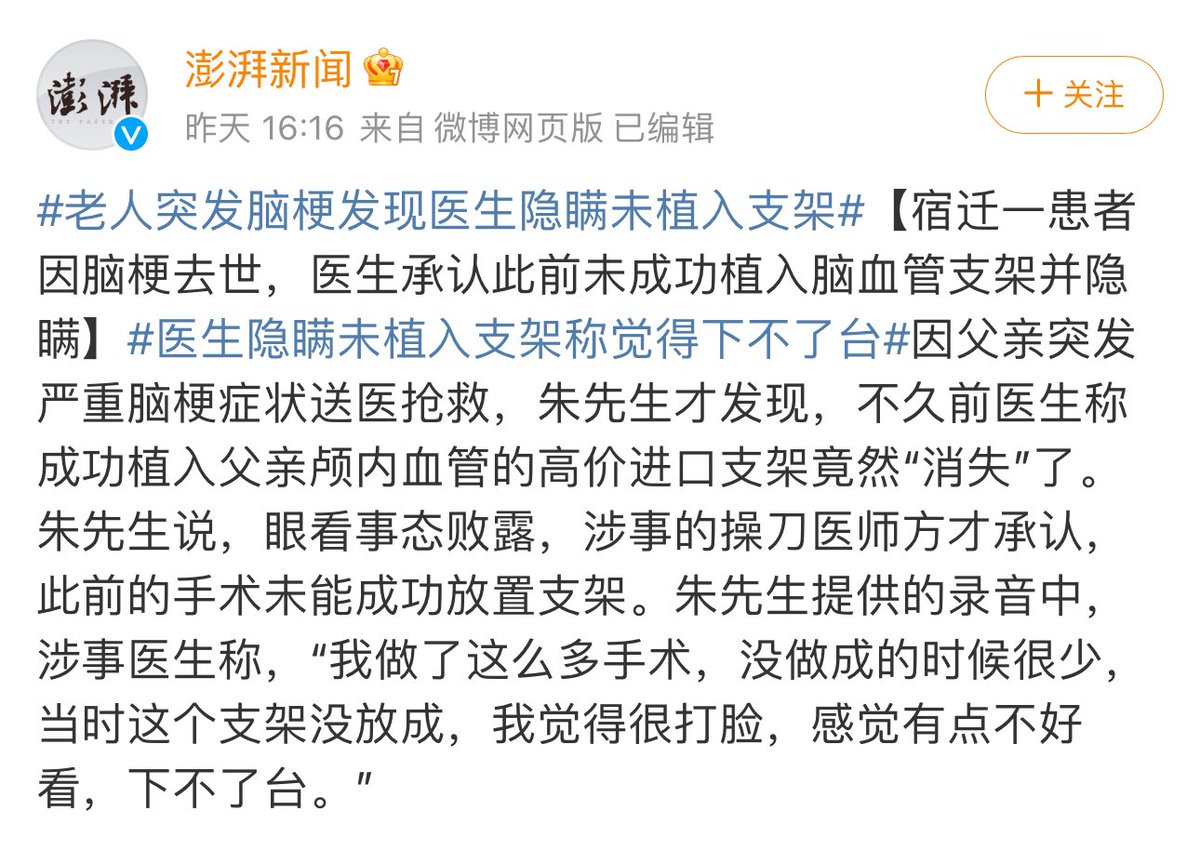 澎湃新闻
昨天 16:16 来自 微博网页版 已编辑
+ 关注
澎湃
#老人突发脑梗发现医生隐瞒未植入支架#【宿迁一患者
因脑梗去世，医生承认此前未成功植入脑血管支架并隐
瞒】#医生隐瞒未植入支架称觉得下不了台#因父亲突发
严重脑梗症状送医抢救，朱先生才发现，不久前医生称
成功植入父亲颅内血管的高价进口支架竟然“消失”了。
朱先生说，眼看事态败露，涉事的操刀医师方才承认，
此前的手术未能成功放置支架。朱先生提供的录音中，
涉事医生称，“我做了这么多手术，没做成的时候很少，
当时这个支架没放成，我觉得很打脸，感觉有点不好
看，下不了台。”